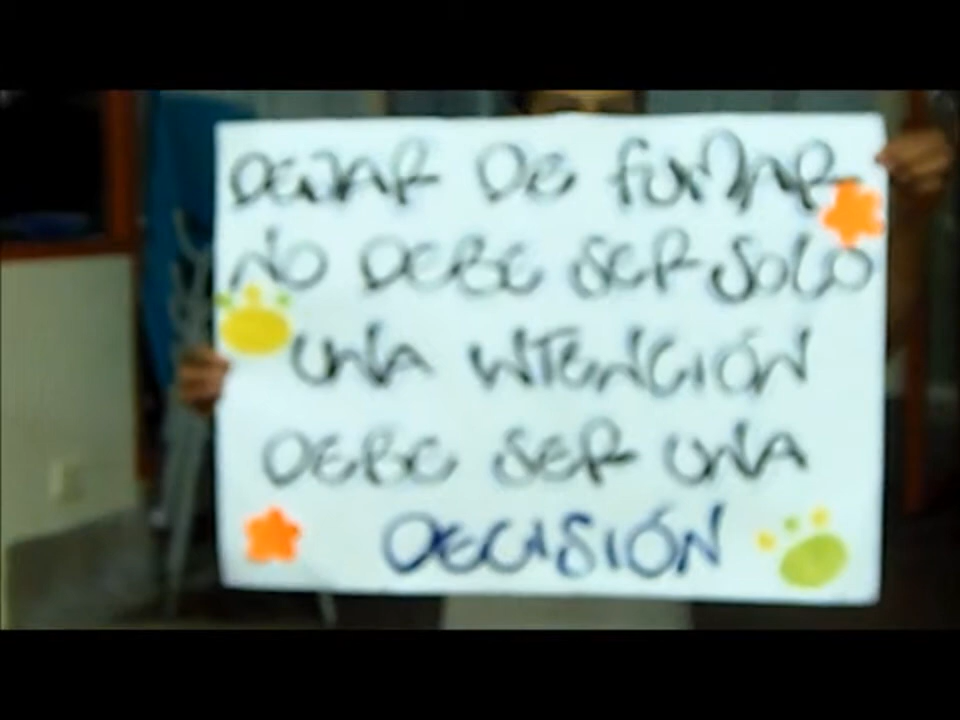 DEJAR DE FUMAR
NO DEBE SER SOLO
UNA INTENCIÓN
DEBE SER UNA
DECISIÓN